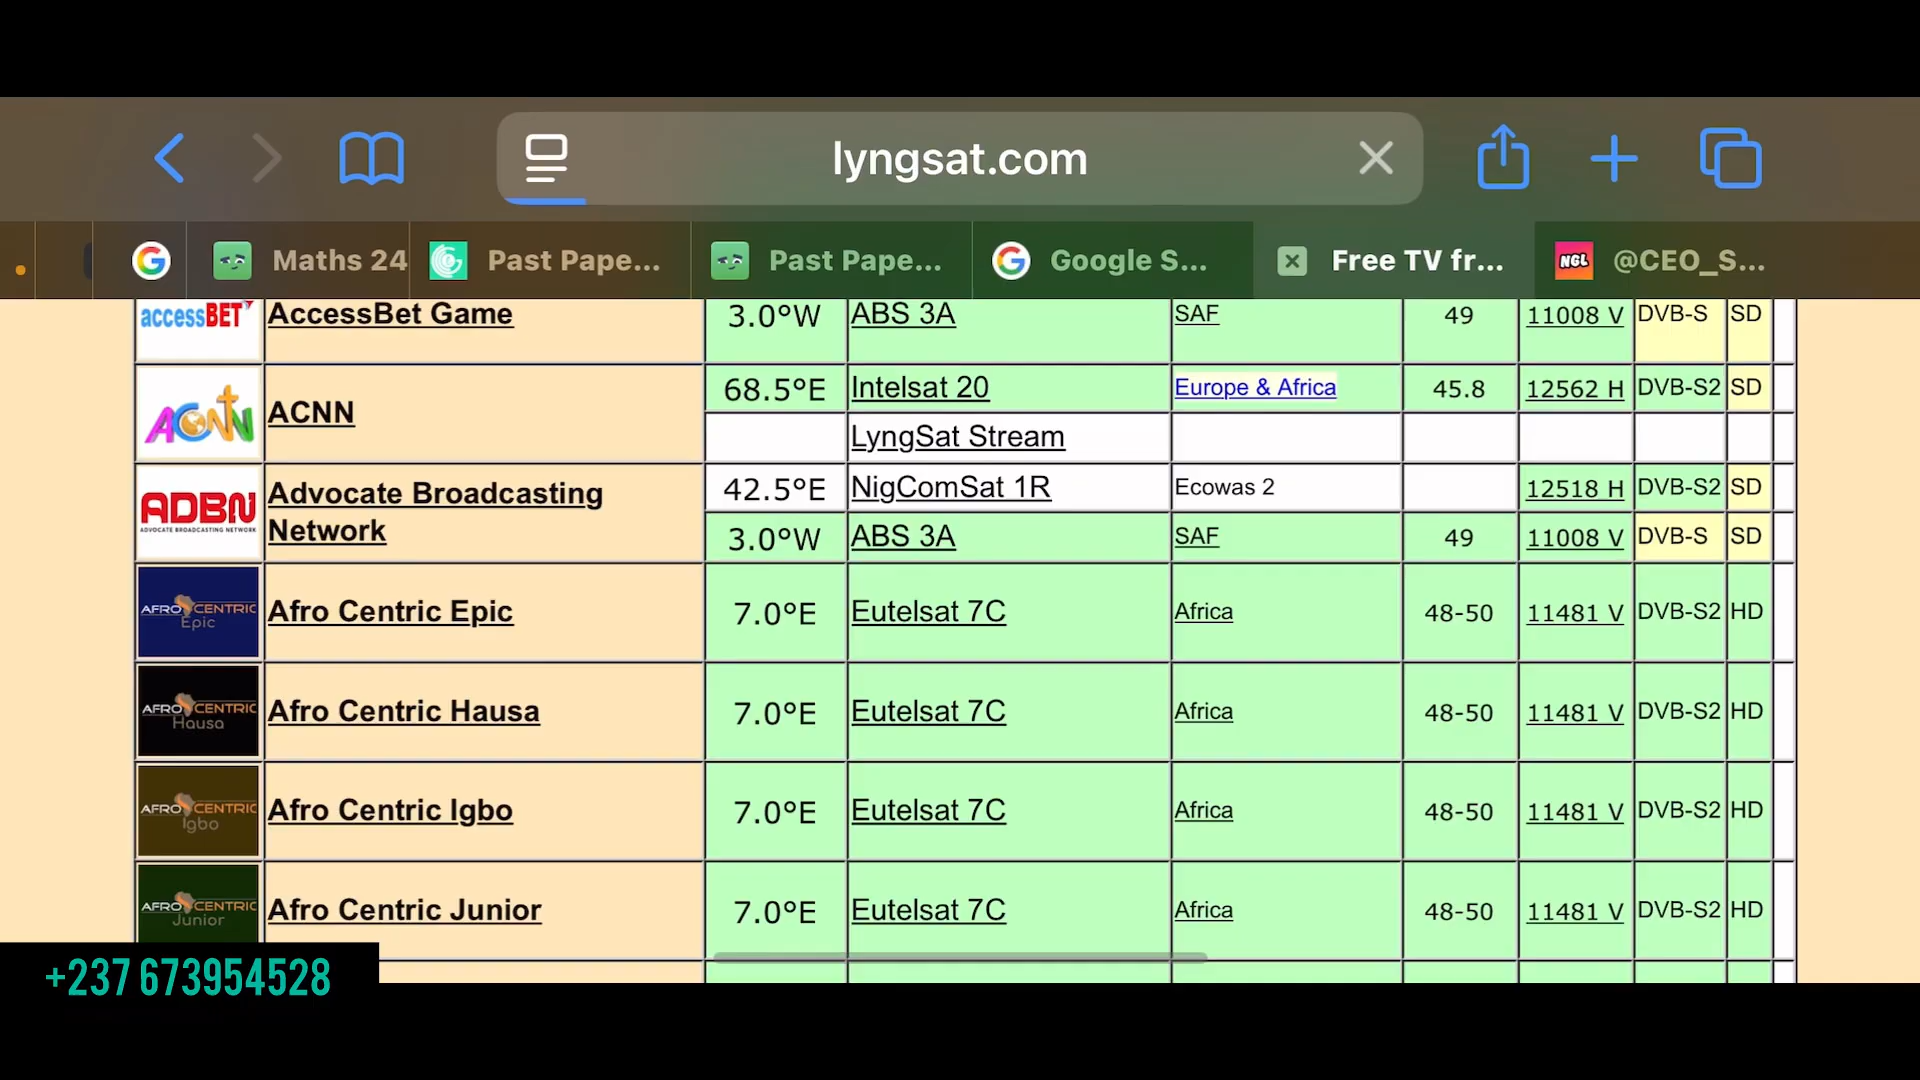 lyngsat.com
Maths 24
Past Pape...
Past Pape...
Google S...
Free TV fr...
NGL @CEO_S...
accessBET AccessBet Game 3.0°W ABS 3A SAF 49 11008 V DVB-S SD
ACNN ACNN 68.5°E Intelsat 20 Europe & Africa 45.8 12562 H DVB-S2 SD
LyngSat Stream
ADBN Advocate Broadcasting 42.5°E NigComSat 1R Ecowas 2 12518 H DVB-S2 SD
ADVOCATE BROADCASTING NETWORK Network 3.0°W ABS 3A SAF 49 11008 V DVB-S SD
AFRO CENTRIC
Epic
Afro Centric Epic 7.0°E Eutelsat 7C Africa 48-50 11481 V DVB-S2 HD
AFRO CENTRIC
Hausa
Afro Centric Hausa 7.0°E Eutelsat 7C Africa 48-50 11481 V DVB-S2 HD
AFRO CENTRIC
Igbo
Afro Centric Igbo 7.0°E Eutelsat 7C Africa 48-50 11481 V DVB-S2 HD
AFRO CENTRIC
Junior
Afro Centric Junior 7.0°E Eutelsat 7C Africa 48-50 11481 V DVB-S2 HD
+237 673954528